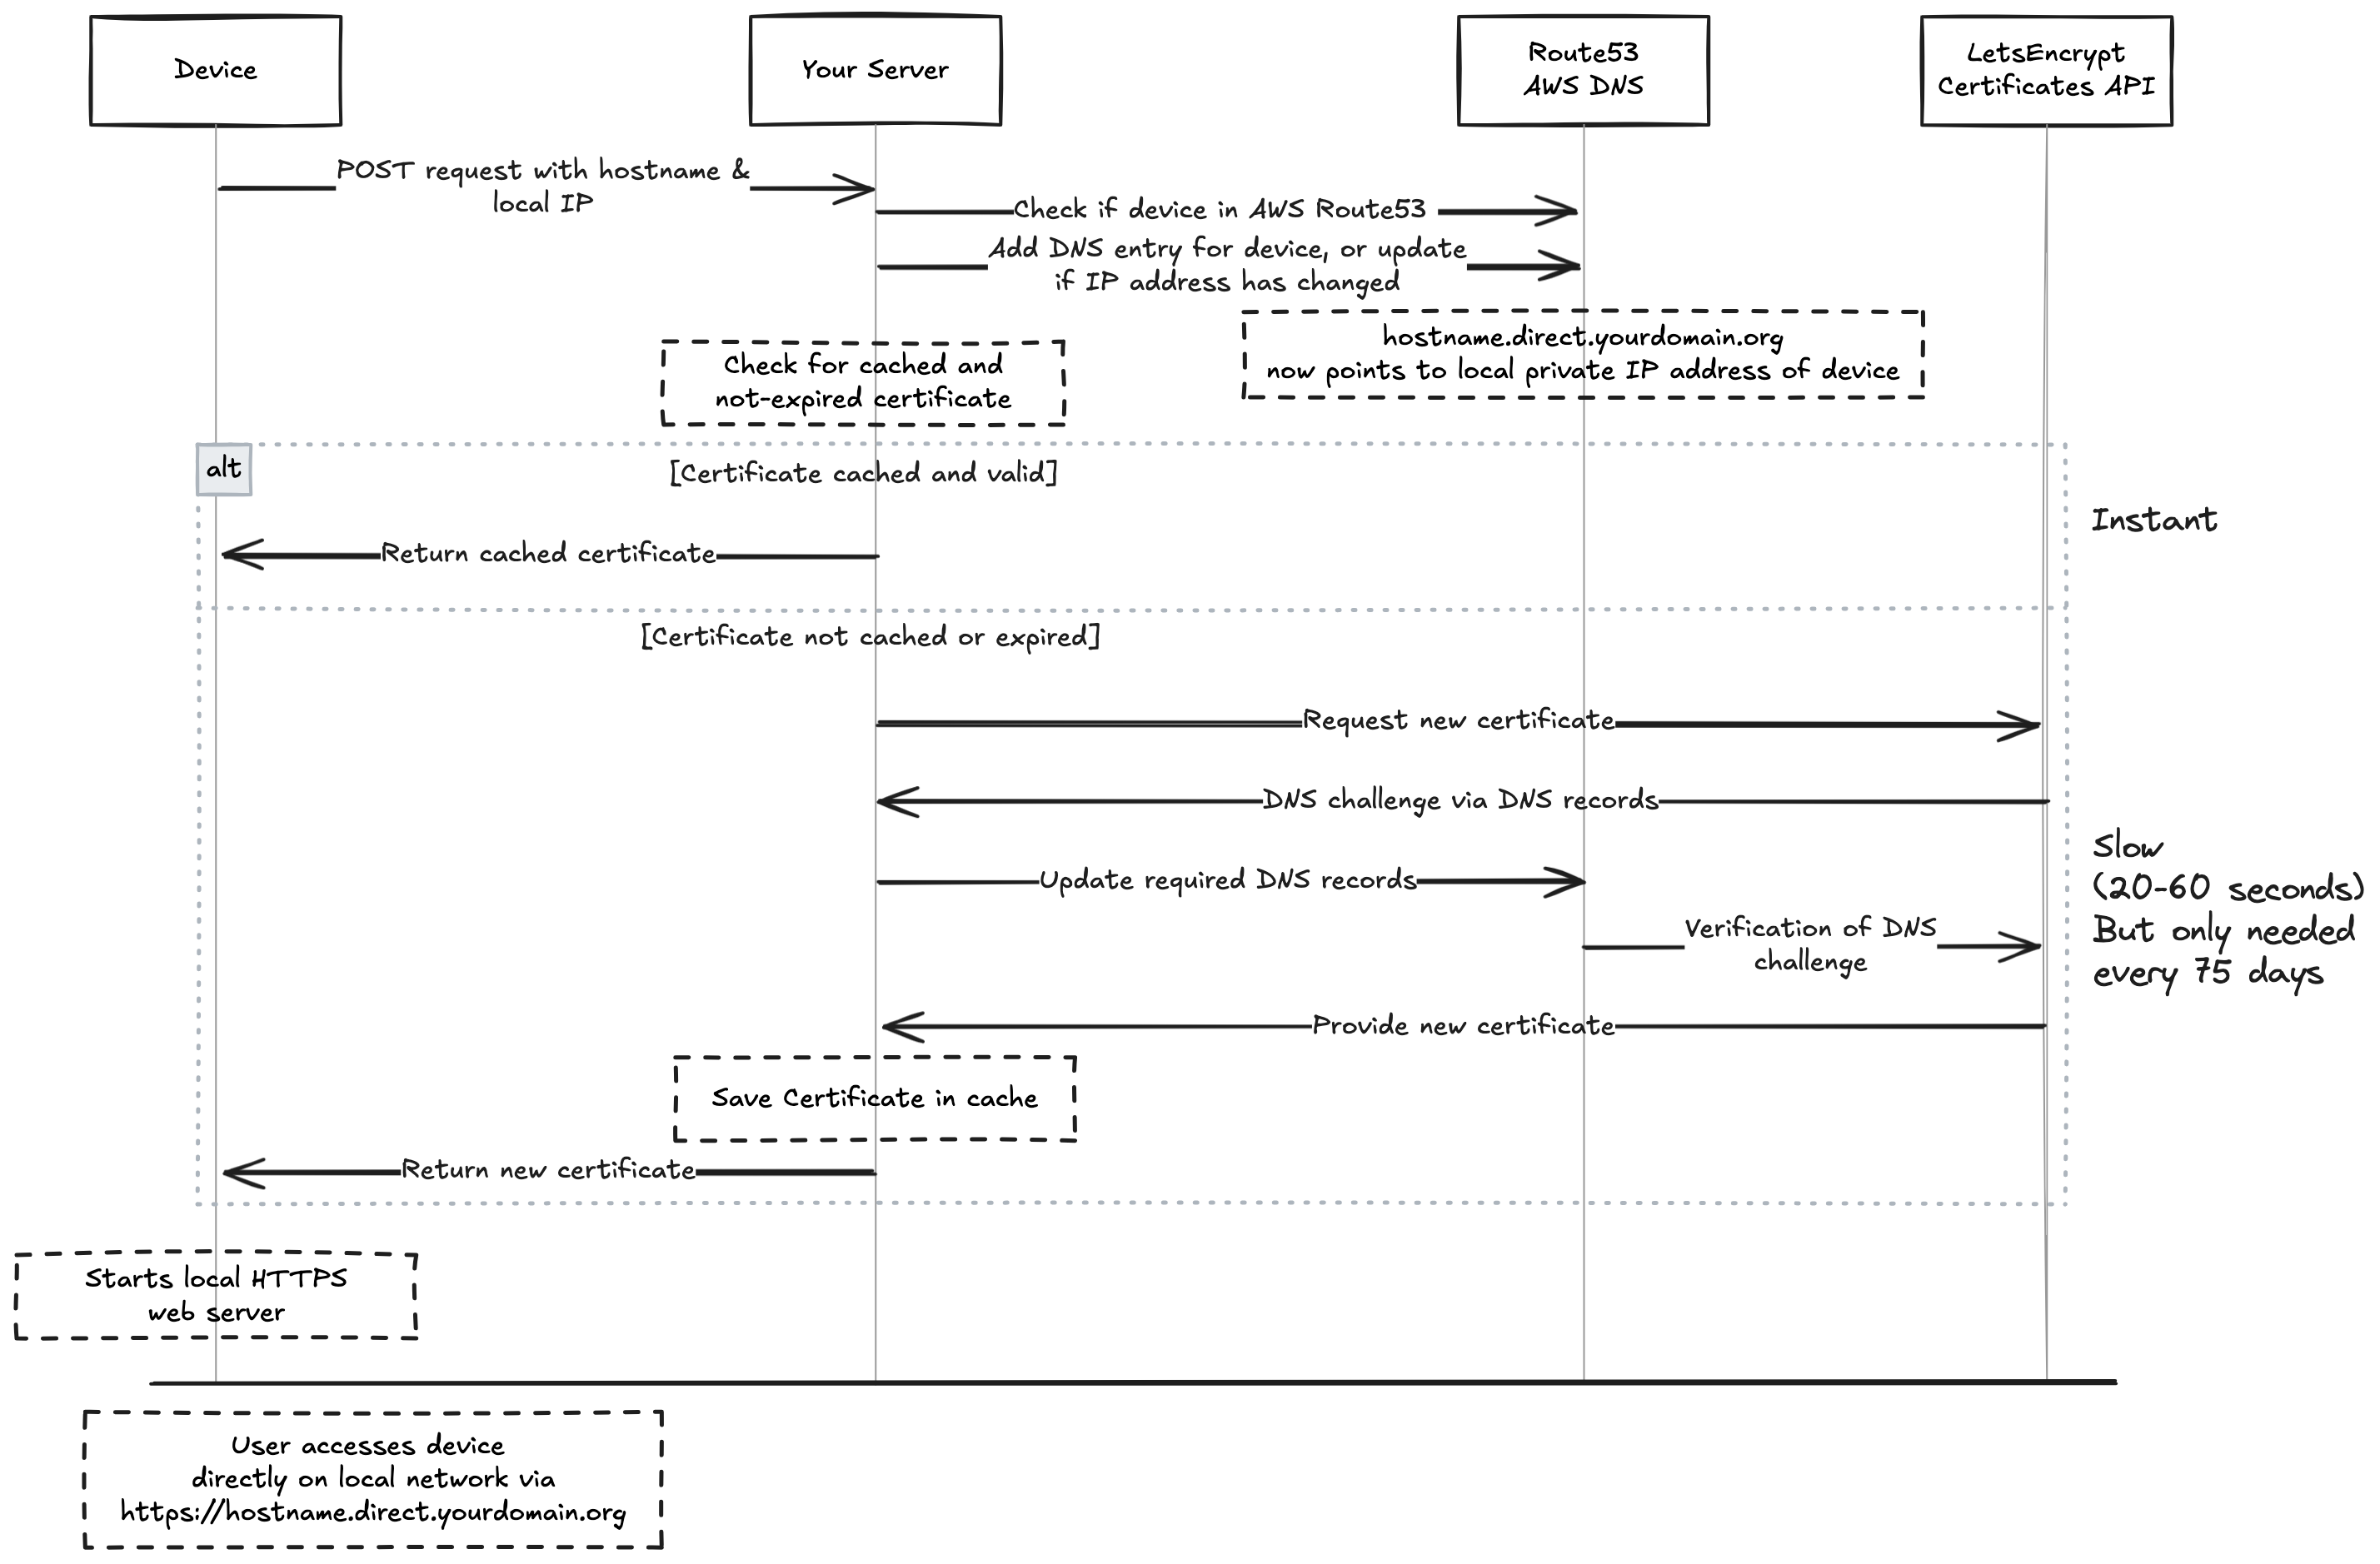 Device
Your Server
Route53
AWS DNS
LetsEncrypt
Certificates API
POST request with hostname &
local IP
Check if device in AWS Route53
Add DNS entry for device, or update
if IP address has changed
hostname.direct.yourdomain.org
now points to local private IP address of device
Check for cached and
not-expired certificate
alt
[Certificate cached and valid]
Instant
Return cached certificate
[Certificate not cached or expired]
Request new certificate
DNS challenge via DNS records
Update required DNS records
Verification of DNS
challenge
Slow
(20-60 seconds)
But only needed
every 75 days
Provide new certificate
Save Certificate in cache
Return new certificate
Starts local HTTPS
web server
User accesses device
directly on local network via
https://hostname.direct.yourdomain.org